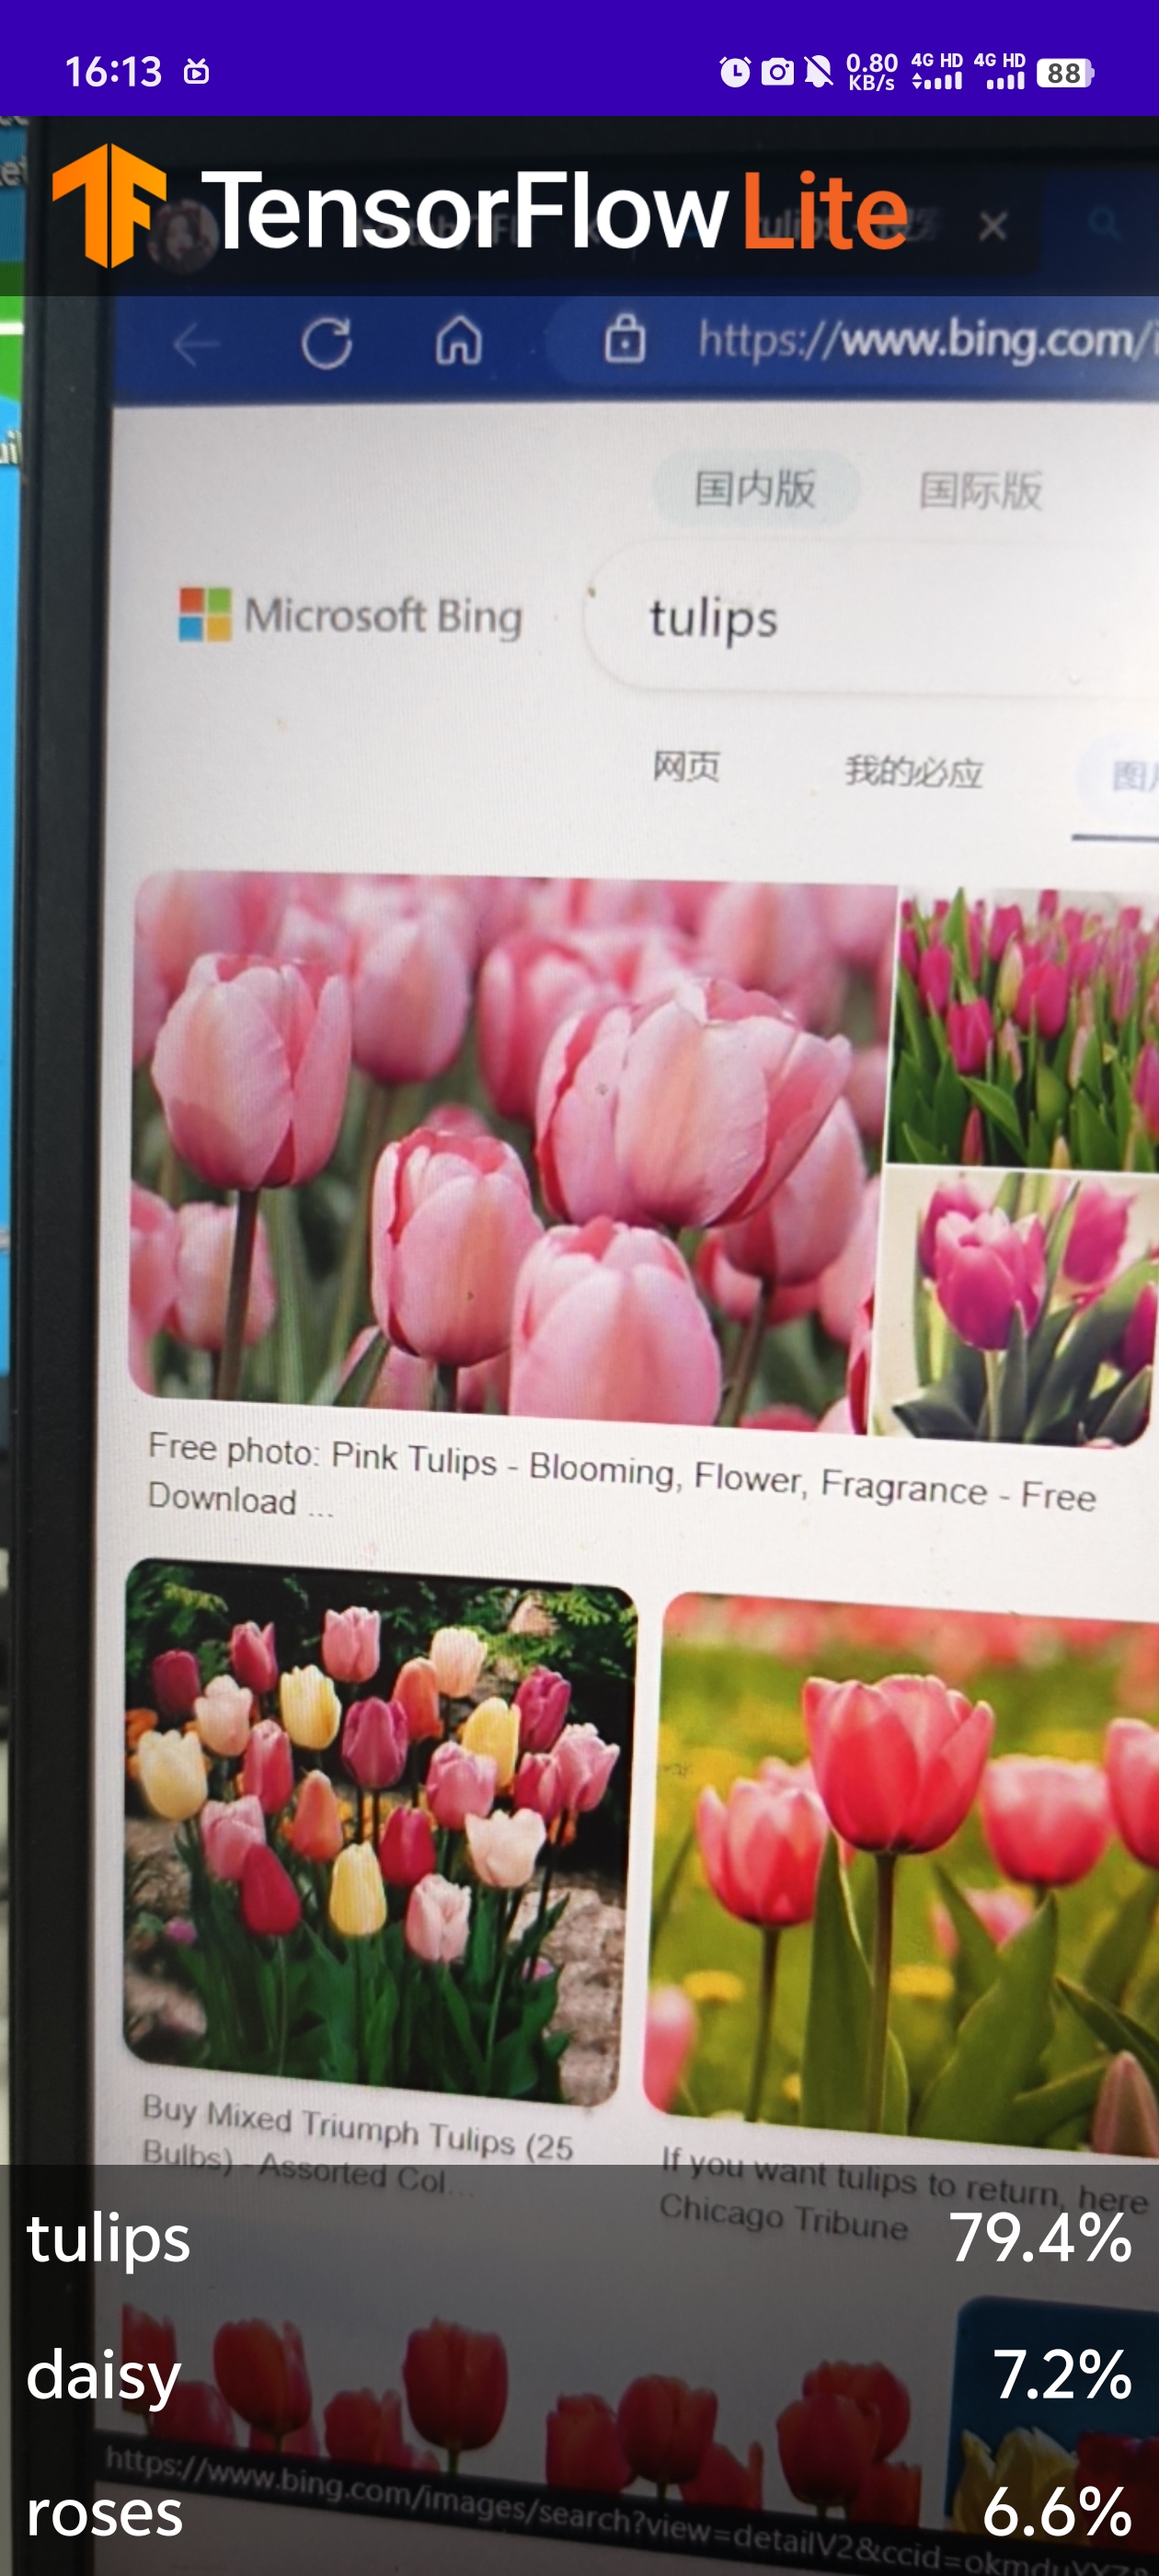 16:13
0.80 KB/s 4G HD 4G HD 88
TensorFlow Lite
https://www.bing.com/i
国内版 国际版
Microsoft Bing tulips
网页 我的必应
Free photo: Pink Tulips - Blooming, Flower, Fragrance - Free
Download ...
Buy Mixed Triumph Tulips (25
Bulbs) - Assorted Col...
If you want tulips to return, here
Chicago Tribune
tulips 79.4%
daisy 7.2%
https://www.bing.com/images/search?view=detailV2&ccid=
roses 6.6%